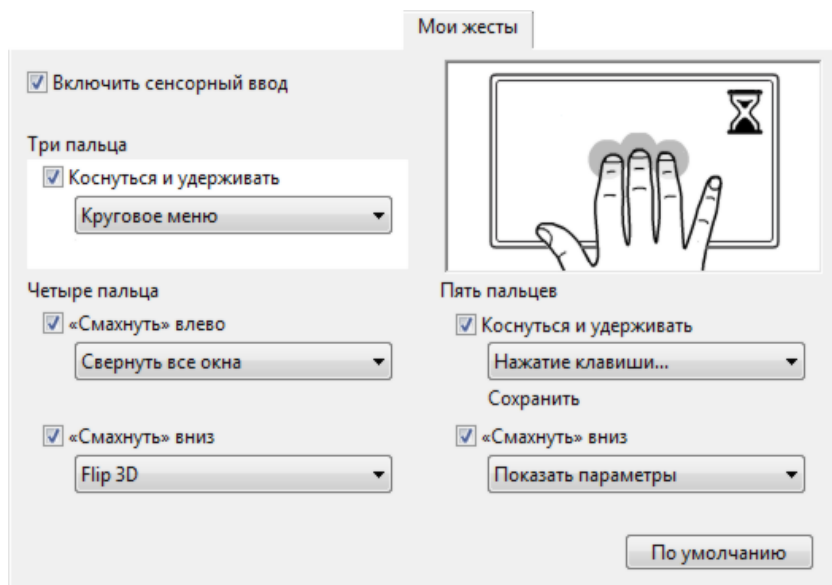 Мои жесты
Включить сенсорный ввод
Три пальца
Коснуться и удерживать
Круговое меню
Четыре пальца
«Смахнуть» влево
Свернуть все окна
«Смахнуть» вниз
Flip 3D
Пять пальцев
Коснуться и удерживать
Нажатие клавиши...
Сохранить
«Смахнуть» вниз
Показать параметры
По умолчанию